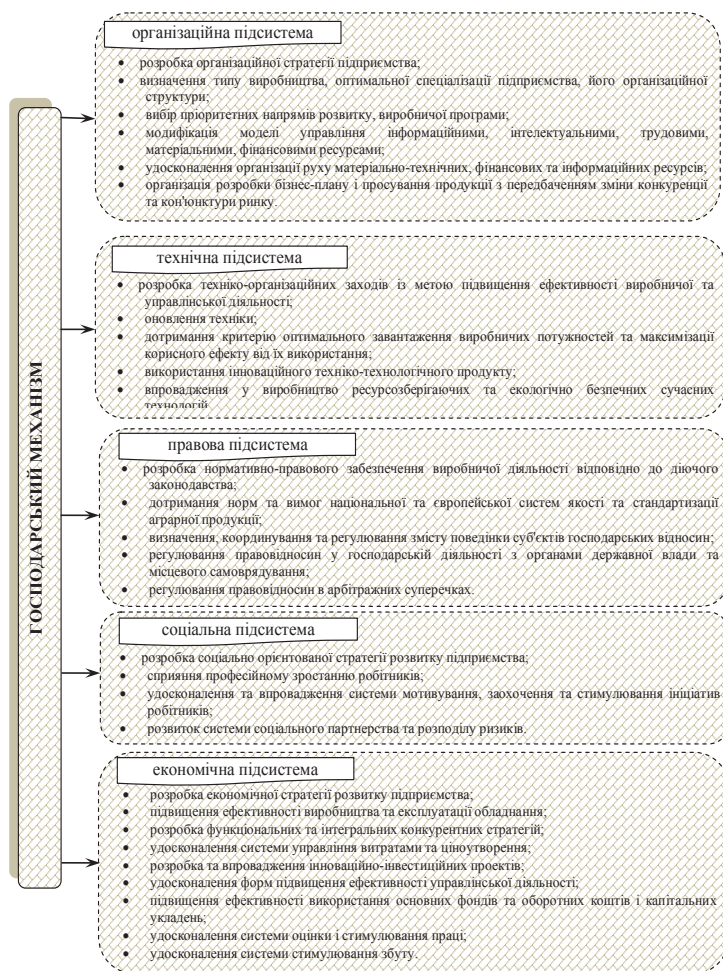 організаційна підсистема
розробка організаційної стратегії підприємства;
визначення типу виробництва, оптимальної спеціалізації підприємства, його організаційної
структури;
вибір пріоритетних напрямів розвитку, виробничої програми;
модифікація моделі управління інформаційними, інтелектуальними, трудовими,
матеріальними, фінансовими ресурсами;
удосконалення організації руху матеріально-технічних, фінансових та інформаційних ресурсів;
організація розробки бізнес-плану і просування продукції з передбаченням зміни конкуренції
та кон'юнктури ринку.
ГОСПОДАРСЬКИЙ МЕХАНІЗМ
технічна підсистема
розробка техніко-організаційних заходів із метою підвищення ефективності виробничої та
управлінської діяльності;
оновлення техніки;
дотримання критерію оптимального завантаження виробничих потужностей та максимізації
корисного ефекту від їх використання;
використання інноваційного техніко-технологічного продукту;
впровадження у виробництво ресурсозберігаючих та екологічно безпечних сучасних
технологій
правова підсистема
розробка нормативно-правового забезпечення виробничої діяльності відповідно до діючого
законодавства;
дотримання норм та вимог національної та європейської систем якості та стандартизації
аграрної продукції;
визначення, координування та регулювання змісту поведінки суб'єктів господарських відносин;
регулювання правовідносин у господарській діяльності з органами державної влади та
місцевого самоврядування;
регулювання правовідносин в арбітражних суперечках.
соціальна підсистема
розробка соціально орієнтованої стратегії розвитку підприємства;
сприяння професійному зростанню робітників;
удосконалення та впровадження системи мотивування, заохочення та стимулювання ініціатив
робітників;
розвиток системи соціального партнерства та розподілу ризиків.
економічна підсистема
розробка економічної стратегії розвитку підприємства;
підвищення ефективності виробництва та експлуатації обладнання;
розробка функціональних та інтегральних конкурентних стратегій;
удосконалення системи управління витратами та ціноутворення;
розробка та впровадження інноваційно-інвестиційних проектів;
удосконалення форм підвищення ефективності управлінської діяльності;
підвищення ефективності використання основних фондів та оборотних коштів і капітальних
укладень;
удосконалення системи оцінки і стимулювання праці;
удосконалення системи стимулювання збуту.